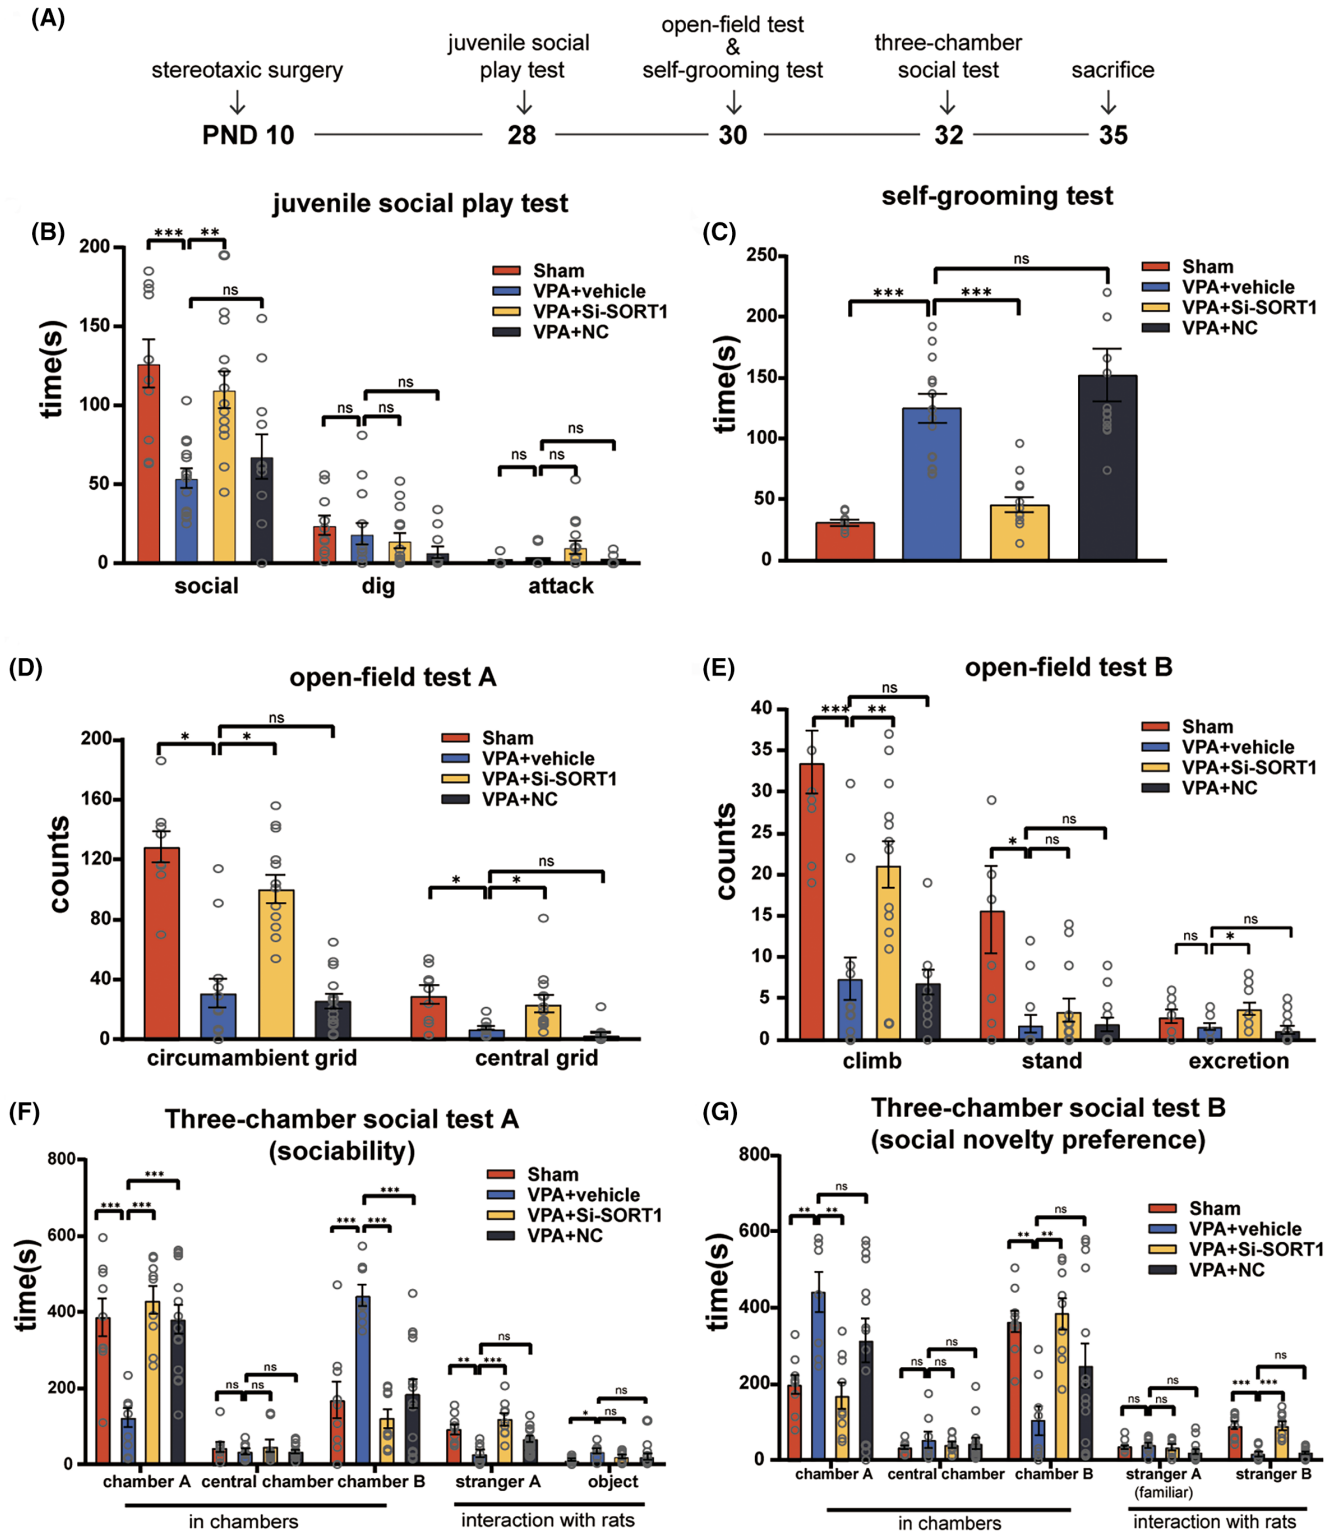 (A)
stereotaxic surgery
juvenile social
play test
open-field test
&
self-grooming test
three-chamber
social test
sacrifice
PND 10
28
30
32
35
juvenile social play test
(B)
200
150
100
50
0
time(s)
*** **
ns
ns ns
ns
ns ns
ns
Sham
VPA+vehicle
VPA+Si-SORT1
VPA+NC
social dig attack
self-grooming test
(C)
250
200
150
100
50
0
time(s)
*** ***
ns
Sham
VPA+vehicle
VPA+Si-SORT1
VPA+NC
(D)
open-field test A
200
160
120
80
40
0
counts
* *
ns
* *
ns
Sham
VPA+vehicle
VPA+Si-SORT1
VPA+NC
circumambient grid central grid
(E)
open-field test B
40
35
30
25
20
15
10
5
0
counts
*** **
ns
* ns
ns
ns *
ns
Sham
VPA+vehicle
VPA+Si-SORT1
VPA+NC
climb stand excretion
(F)
Three-chamber social test A
(sociability)
800
600
400
200
0
time(s)
*** ***
***
ns ns
ns
*** ***
***
** ***
ns
* ns
ns
Sham
VPA+vehicle
VPA+Si-SORT1
VPA+NC
chamber A central chamber chamber B stranger A object
in chambers interaction with rats
(G)
Three-chamber social test B
(social novelty preference)
800
600
400
200
0
time(s)
** **
ns
ns ns
ns
** **
ns
ns ns
ns
*** ***
ns
Sham
VPA+vehicle
VPA+Si-SORT1
VPA+NC
chamber A central chamber chamber B stranger A stranger B
(familiar)
in chambers interaction with rats